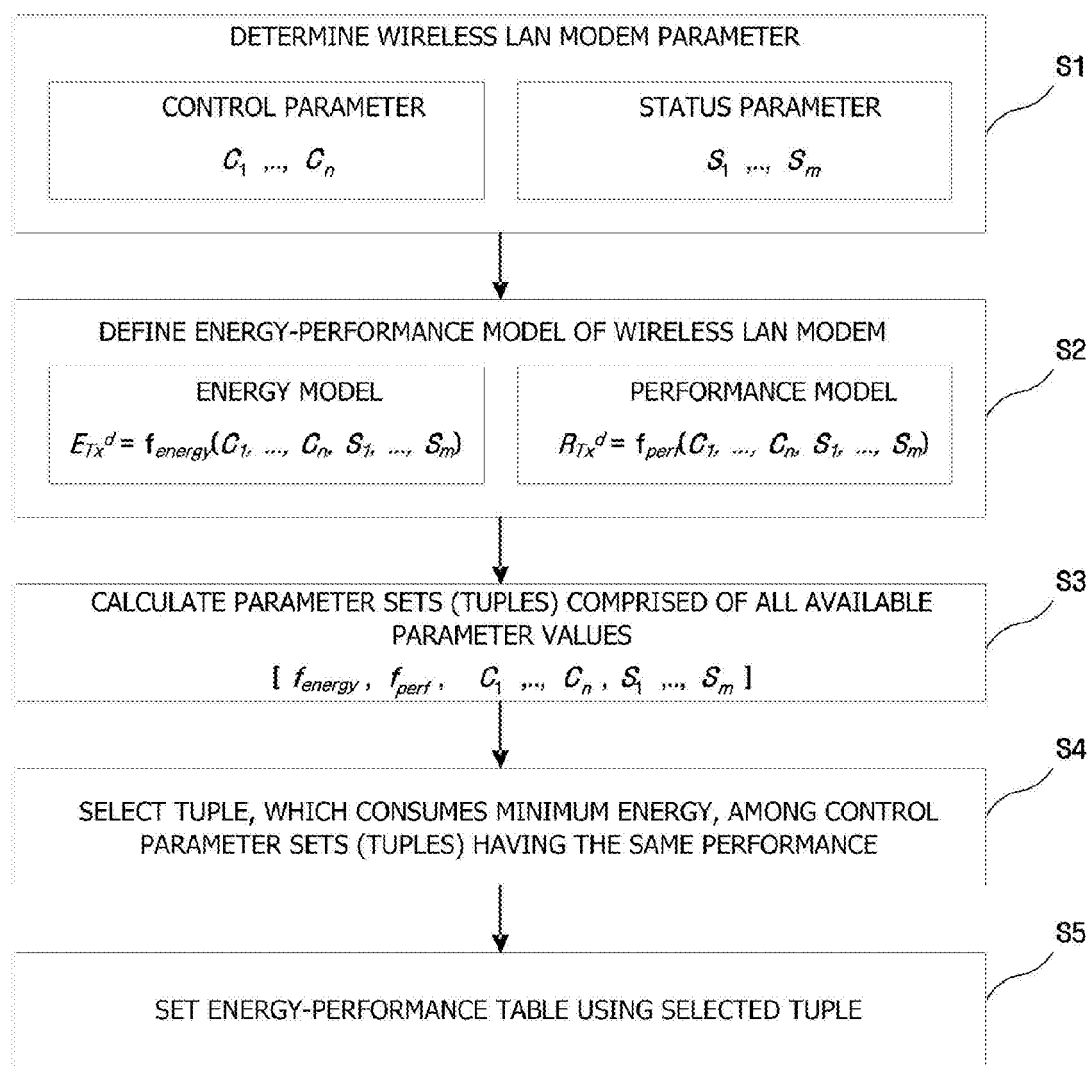 DETERMINE WIRELESS LAN MODEM PARAMETER
S1
CONTROL PARAMETER
C1 ,.., Cn
STATUS PARAMETER
S1 ,.., Sm
DEFINE ENERGY-PERFORMANCE MODEL OF WIRELESS LAN MODEM
S2
ENERGY MODEL
ETx^d = fenergy(C1, ..., Cn, S1, ..., Sm)
PERFORMANCE MODEL
RTx^d = fperf(C1, ..., Cn, S1, ..., Sm)
S3
CALCULATE PARAMETER SETS (TUPLES) COMPRISED OF ALL AVAILABLE
PARAMETER VALUES
[ fenergy , fperf , C1 ,.., Cn , S1 ,.., Sm ]
S4
SELECT TUPLE, WHICH CONSUMES MINIMUM ENERGY, AMONG CONTROL
PARAMETER SETS (TUPLES) HAVING THE SAME PERFORMANCE
S5
SET ENERGY-PERFORMANCE TABLE USING SELECTED TUPLE